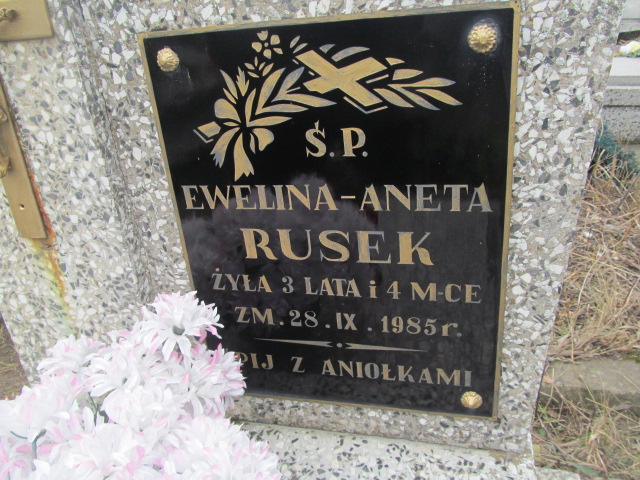 Ś.P.
EWELINA-ANETA
RUSEK
ŻYŁA 3 LATA i 4 M-CE
ZM. 28. IX. 1985 r.
PIJ Z ANIOŁKAMI